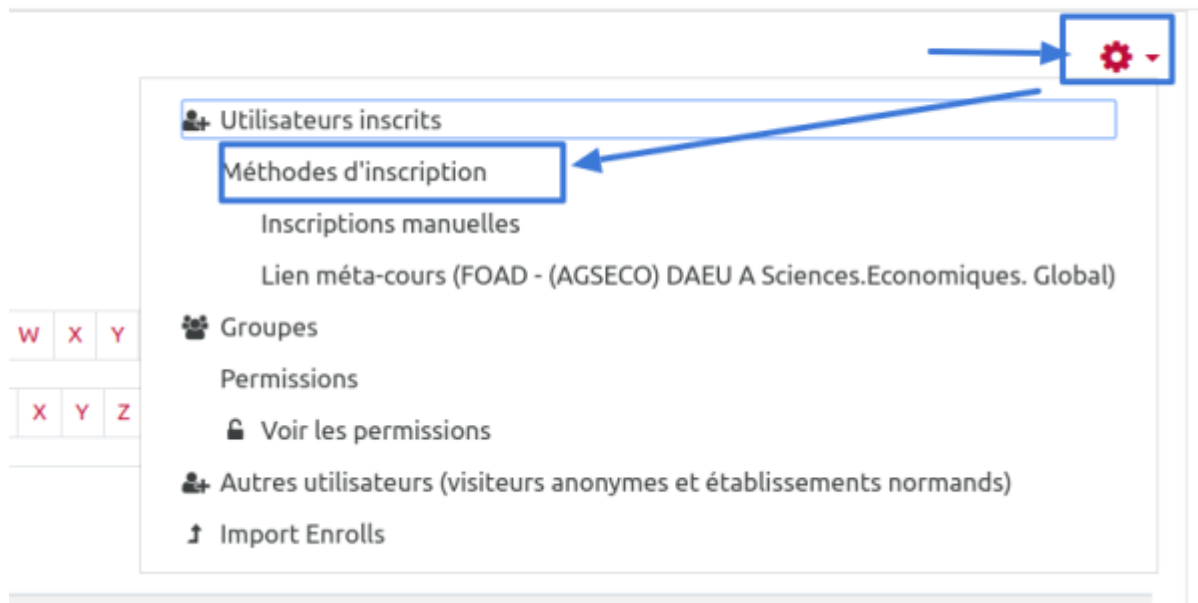 Utilisateurs inscrits
Méthodes d'inscription
Inscriptions manuelles
Lien méta-cours (FOAD - (AGSECO) DAEU A Sciences.Economiques. Global)
W X Y
Groupes
Permissions
X Y Z
Voir les permissions
Autres utilisateurs (visiteurs anonymes et établissements normands)
Import Enrolls